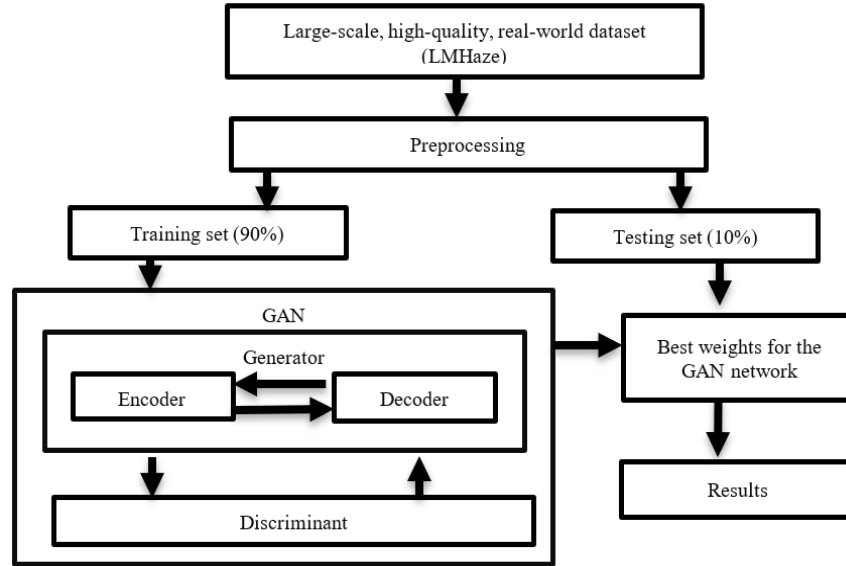 Large-scale, high-quality, real-world dataset
(LMHaze)
Preprocessing
Training set (90%)
Testing set (10%)
GAN
Generator
Encoder
Decoder
Discriminant
Best weights for the
GAN network
Results